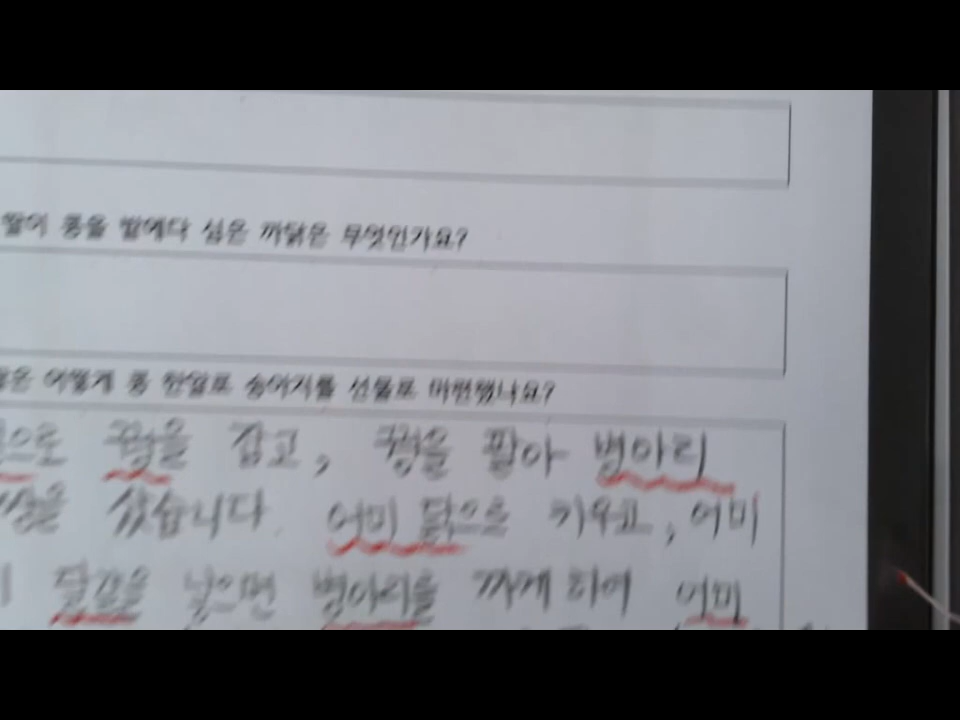 딸이 콩을 밭에다 심은 까닭은 무엇인가요?
어떻게 콩 한알로 송아지를 선물로 마련했나요?
꿩을 잡고, 꿩을 팔아 병아리
샀습니다. 어미 닭으로 키우고, 어미
달걀을 낳으면 병아리를 까게 하여 어미